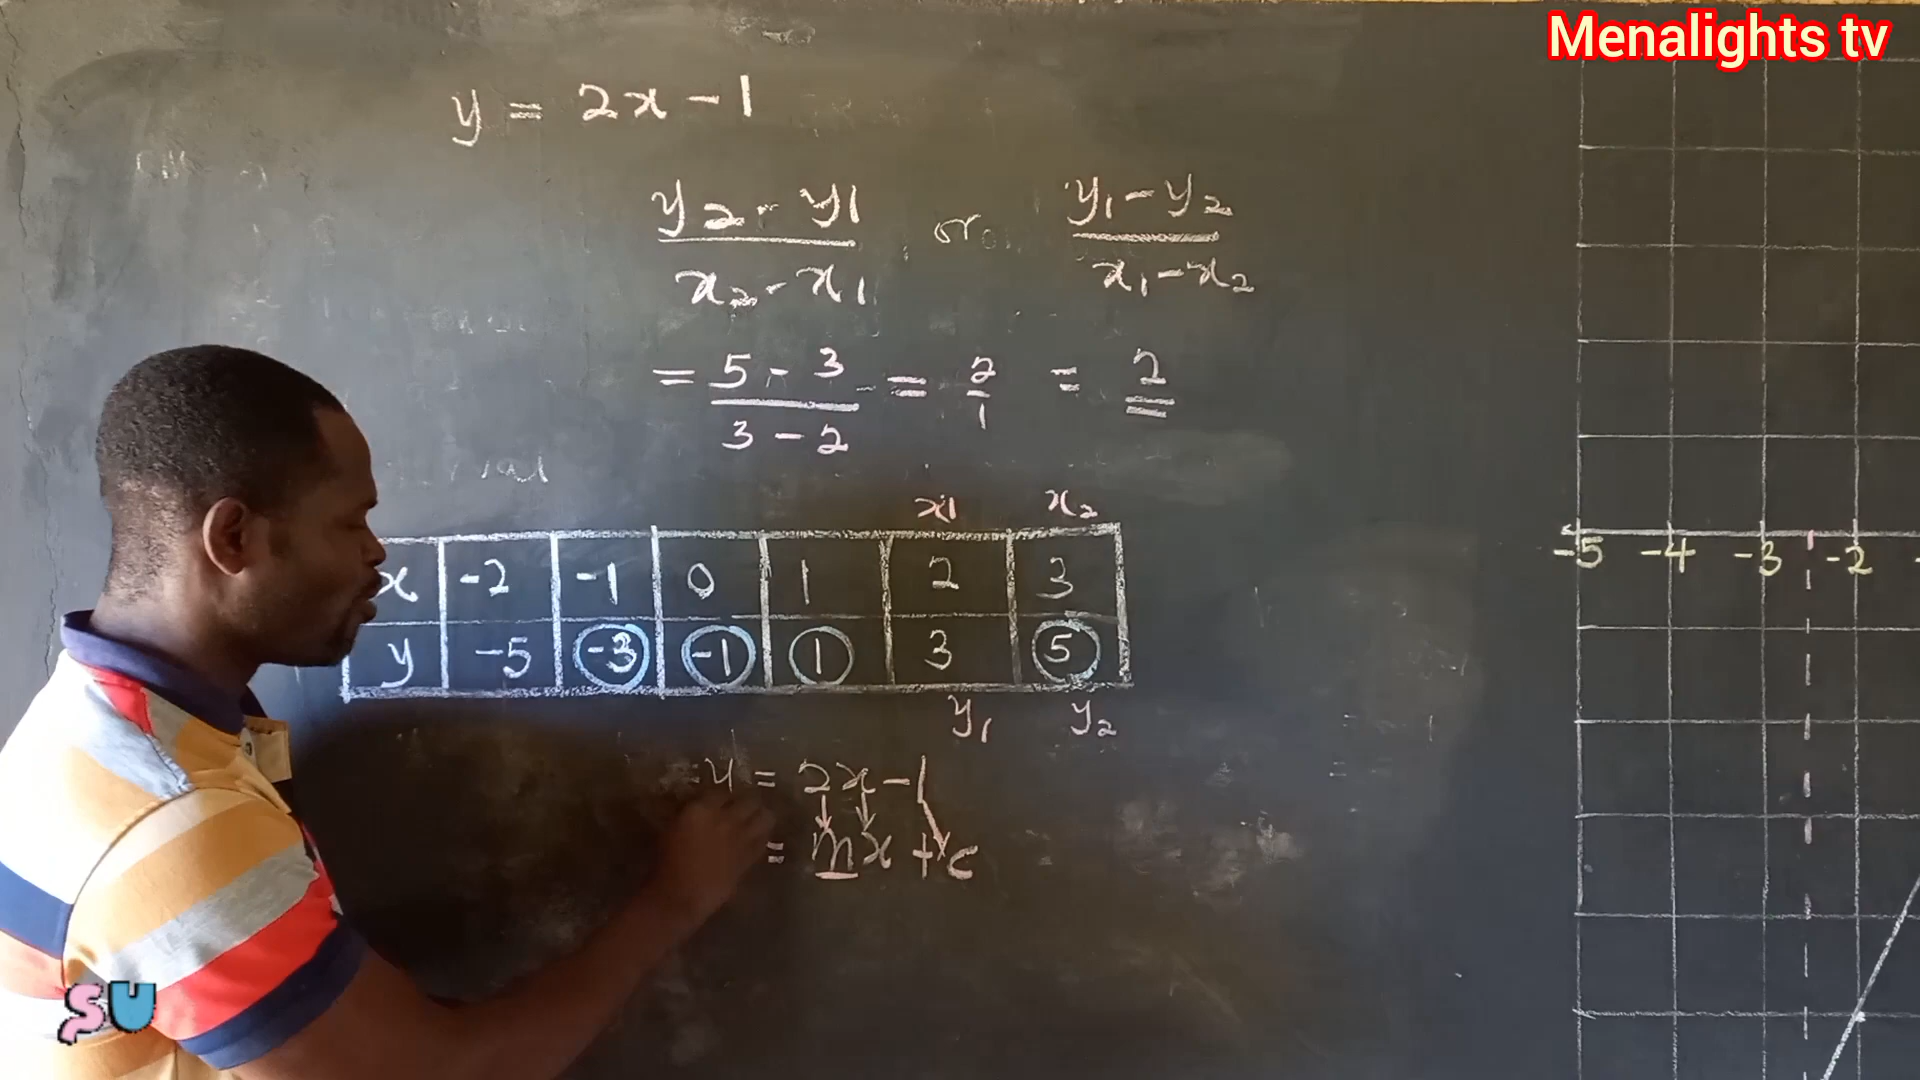 Menalights tv
y = 2x - 1
y2 - y1 or y1 - y2
x2 - x1 x1 - x2
= 5 - 3 = 2 = 2
3 - 2 1
x1 x2
x -2 -1 0 1 2 3
y -5 -3 -1 1 3 5
y1 y2
y = 2x - 1
= mx + c
-5 -4 -3 -2
SU